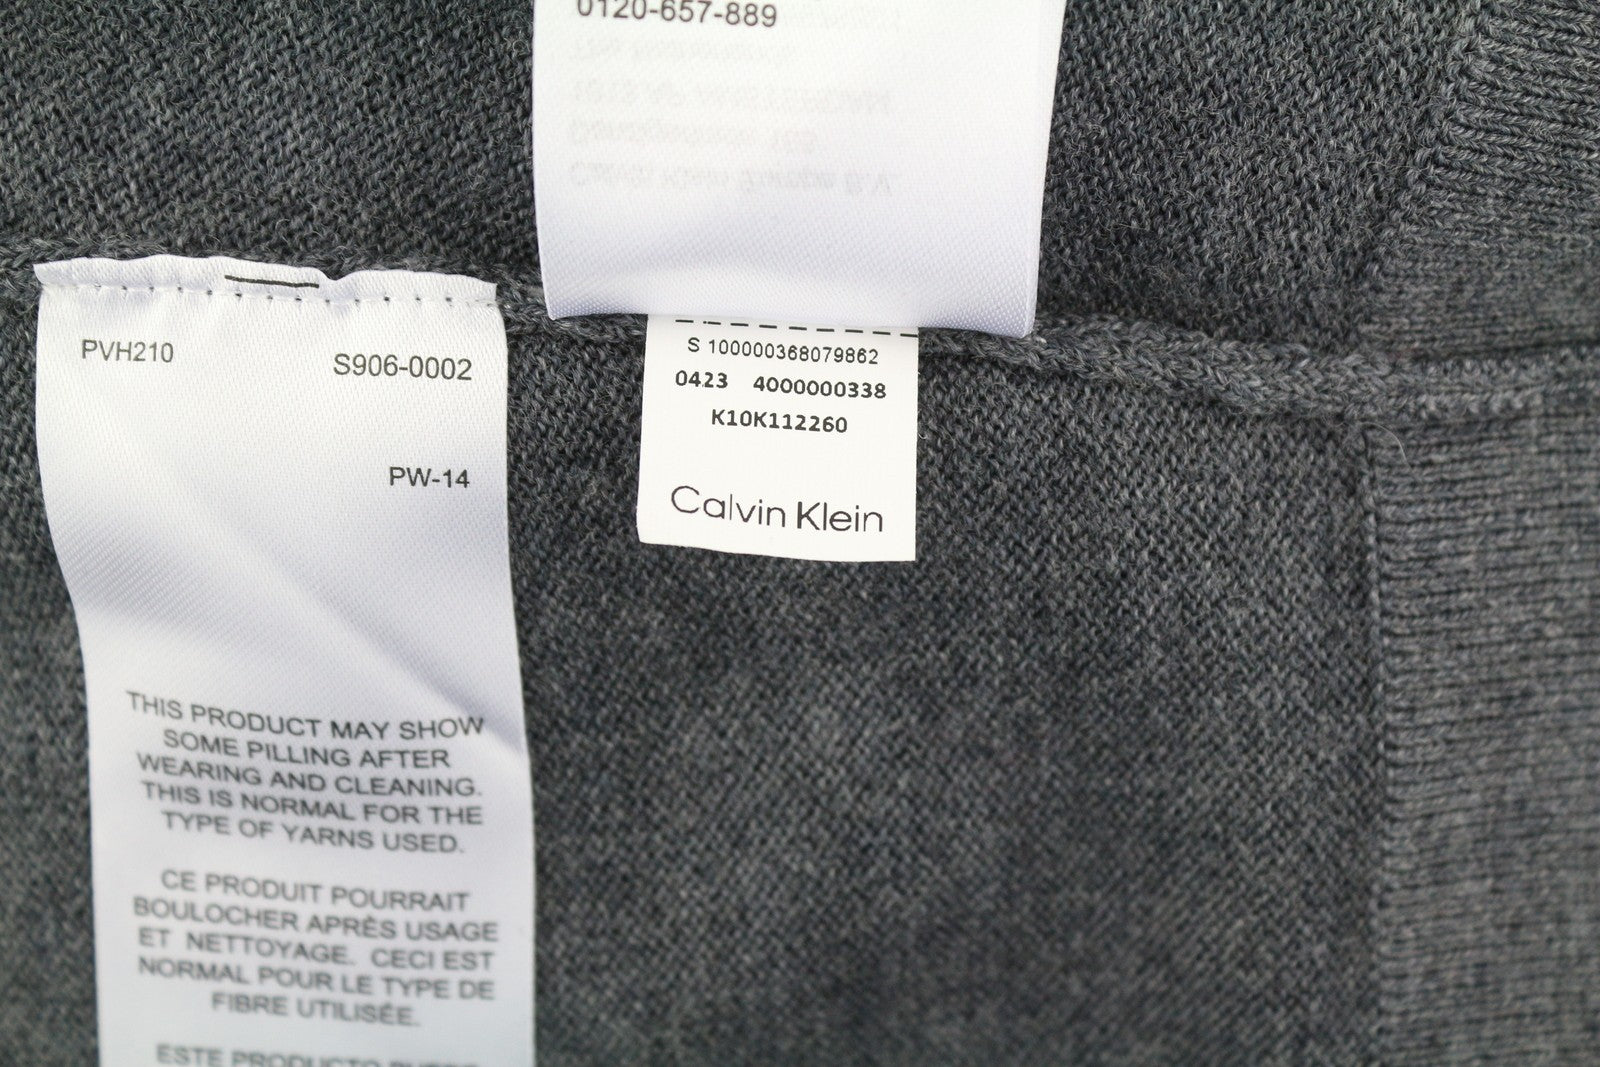 0120-657-889
PVH210 S906-0002
PW-14
THIS PRODUCT MAY SHOW
SOME PILLING AFTER
WEARING AND CLEANING.
THIS IS NORMAL FOR THE
TYPE OF YARNS USED.
CE PRODUIT POURRAIT
BOULOCHER APRÈS USAGE
ET NETTOYAGE. CECI EST
NORMAL POUR LE TYPE DE
FIBRE UTILISÉE.
ESTE PRODUCTO
S 100000368079862
0423 4000000338
K10K112260
Calvin Klein